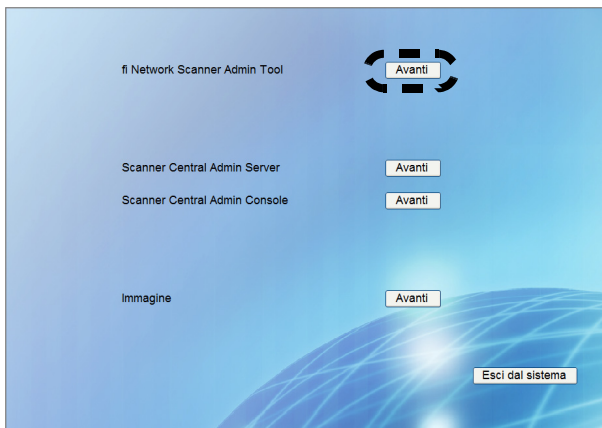 fi Network Scanner Admin Tool Avanti
Scanner Central Admin Server Avanti
Scanner Central Admin Console Avanti
Immagine Avanti
Esci dal sistema